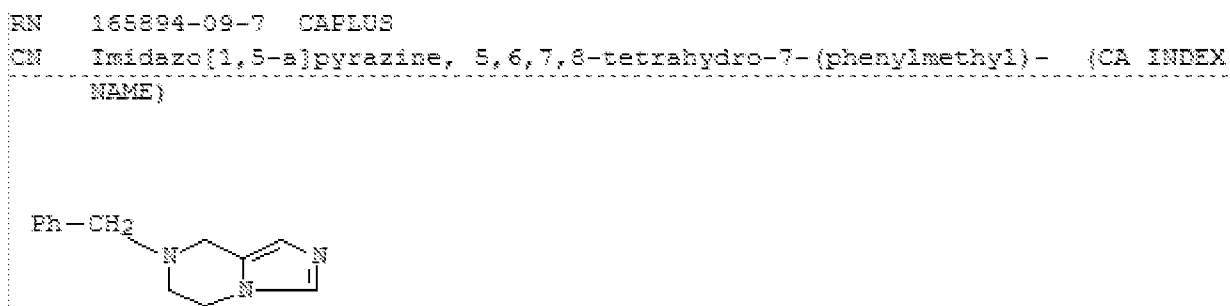 RN 165894-09-7 CAPLUS
CN Imidazo[1,5-a]pyrazine, 5,6,7,8-tetrahydro-7-(phenylmethyl)- (CA INDEX
NAME)
Ph-CH2
N
N
N